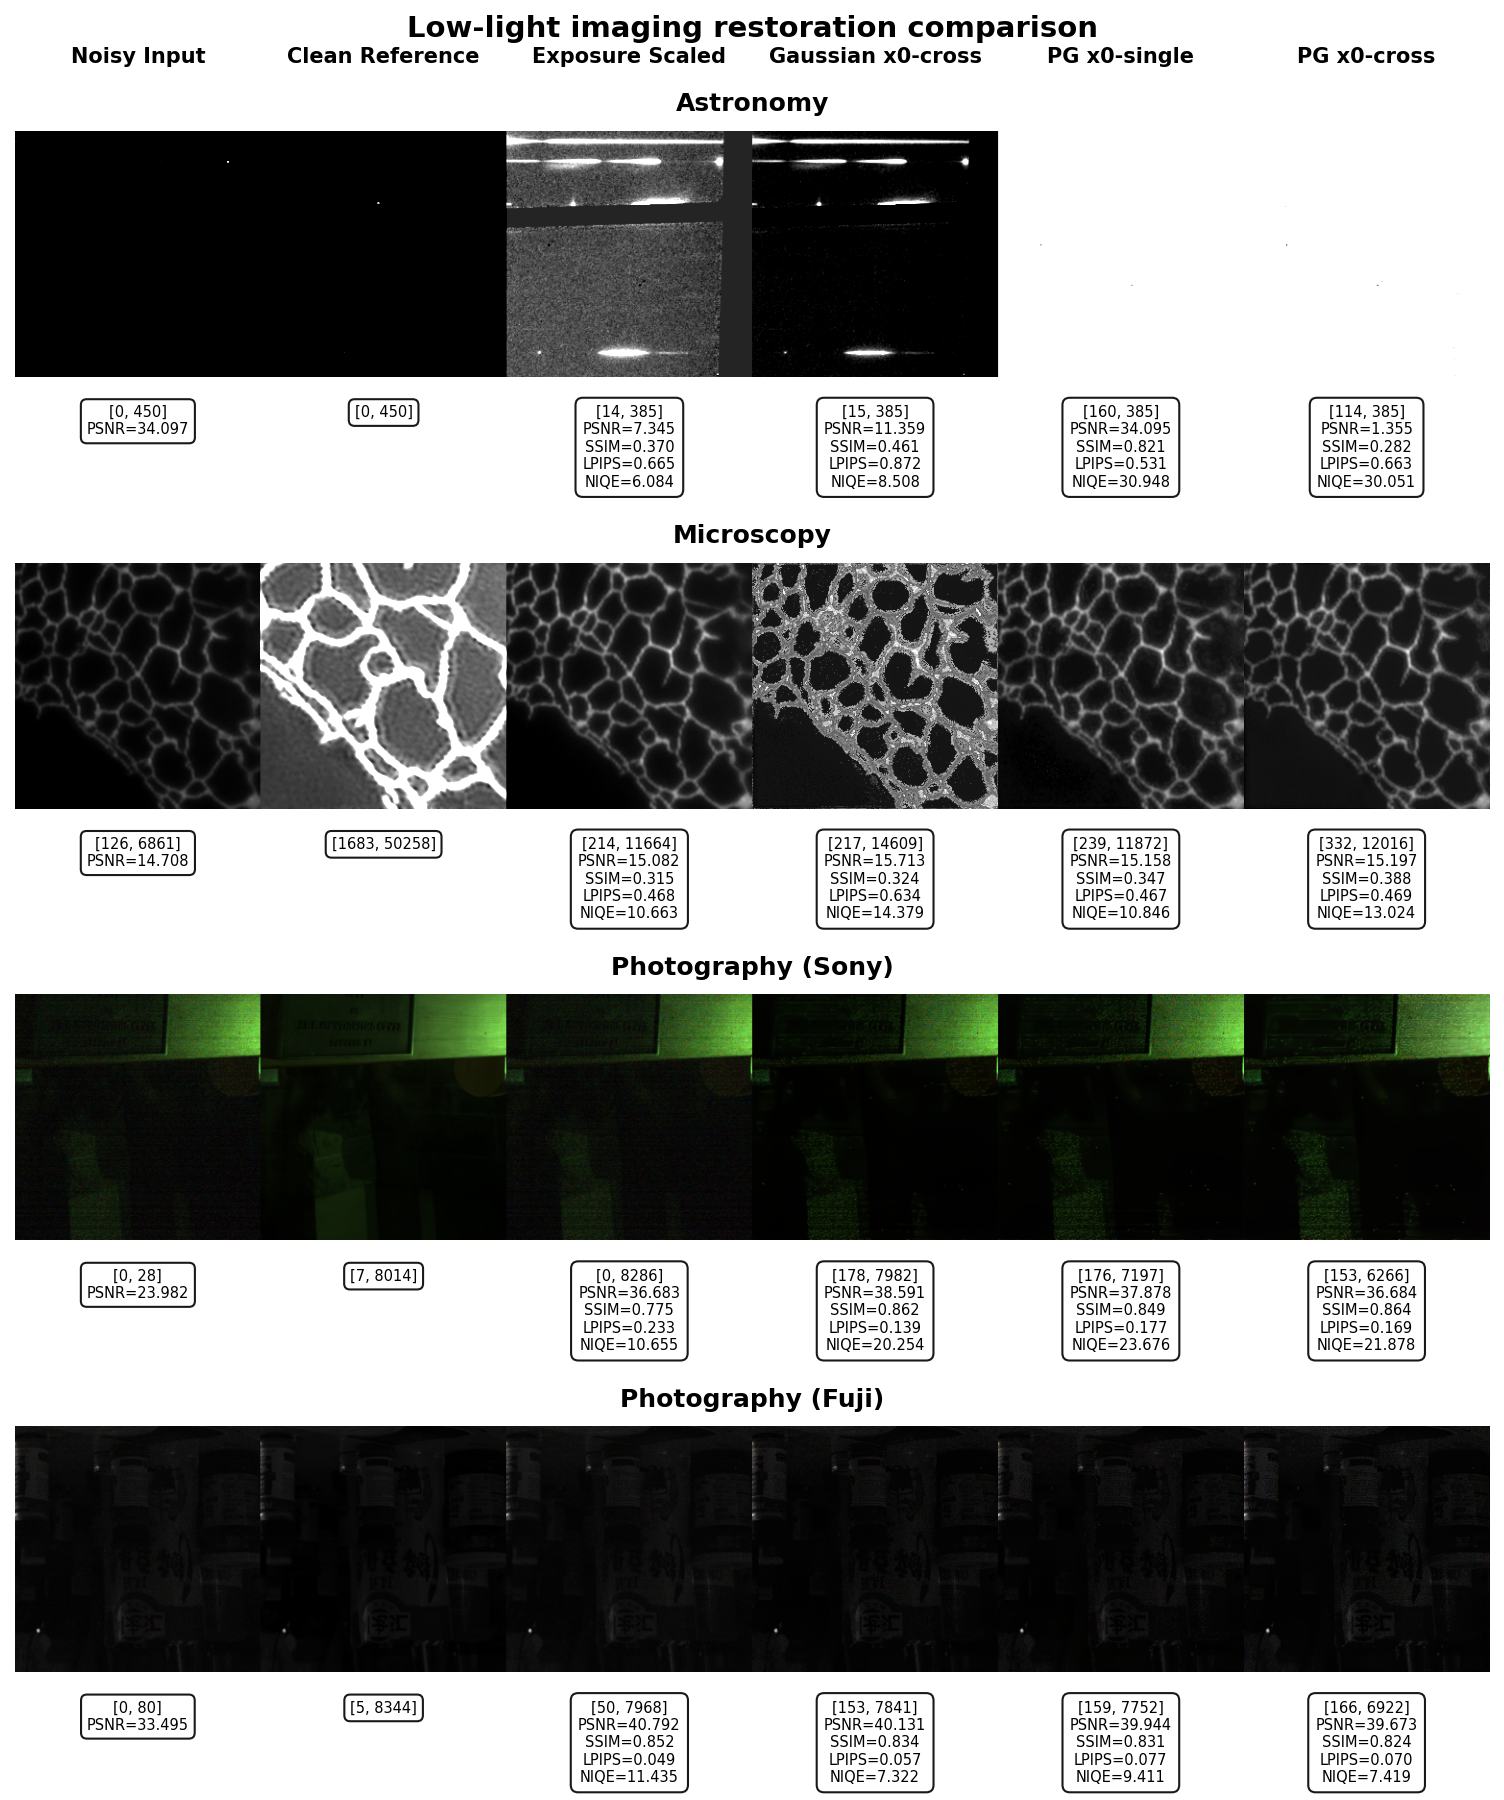 Low-light imaging restoration comparison
Noisy Input Clean Reference Exposure Scaled Gaussian x0-cross PG x0-single PG x0-cross
Astronomy
[0, 450]
PSNR=34.097
[0, 450]
[14, 385]
PSNR=7.345
SSIM=0.370
LPIPS=0.665
NIQE=6.084
[15, 385]
PSNR=11.359
SSIM=0.461
LPIPS=0.872
NIQE=8.508
[160, 385]
PSNR=34.095
SSIM=0.821
LPIPS=0.531
NIQE=30.948
[114, 385]
PSNR=1.355
SSIM=0.282
LPIPS=0.663
NIQE=30.051
Microscopy
[126, 6861]
PSNR=14.708
[1683, 50258]
[214, 11664]
PSNR=15.082
SSIM=0.315
LPIPS=0.468
NIQE=10.663
[217, 14609]
PSNR=15.713
SSIM=0.324
LPIPS=0.634
NIQE=14.379
[239, 11872]
PSNR=15.158
SSIM=0.347
LPIPS=0.467
NIQE=10.846
[332, 12016]
PSNR=15.197
SSIM=0.388
LPIPS=0.469
NIQE=13.024
Photography (Sony)
[0, 28]
PSNR=23.982
[7, 8014]
[0, 8286]
PSNR=36.683
SSIM=0.775
LPIPS=0.233
NIQE=10.655
[178, 7982]
PSNR=38.591
SSIM=0.862
LPIPS=0.139
NIQE=20.254
[176, 7197]
PSNR=37.878
SSIM=0.849
LPIPS=0.177
NIQE=23.676
[153, 6266]
PSNR=36.684
SSIM=0.864
LPIPS=0.169
NIQE=21.878
Photography (Fuji)
[0, 80]
PSNR=33.495
[5, 8344]
[50, 7968]
PSNR=40.792
SSIM=0.852
LPIPS=0.049
NIQE=11.435
[153, 7841]
PSNR=40.131
SSIM=0.834
LPIPS=0.057
NIQE=7.322
[159, 7752]
PSNR=39.944
SSIM=0.831
LPIPS=0.077
NIQE=9.411
[166, 6922]
PSNR=39.673
SSIM=0.824
LPIPS=0.070
NIQE=7.419